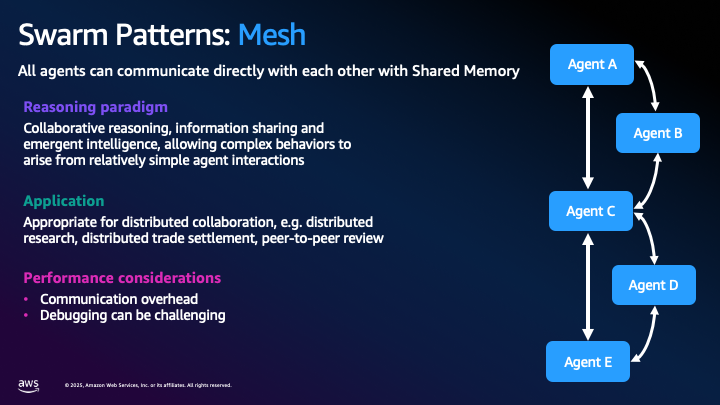 Swarm Patterns: Mesh
All agents can communicate directly with each other with Shared Memory
Reasoning paradigm
Collaborative reasoning, information sharing and
emergent intelligence, allowing complex behaviors to
arise from relatively simple agent interactions
Application
Appropriate for distributed collaboration, e.g. distributed
research, distributed trade settlement, peer-to-peer review
Performance considerations
• Communication overhead
• Debugging can be challenging
Agent A
Agent B
Agent C
Agent D
Agent E
aws
© 2025, Amazon Web Services, Inc. or its affiliates. All rights reserved.